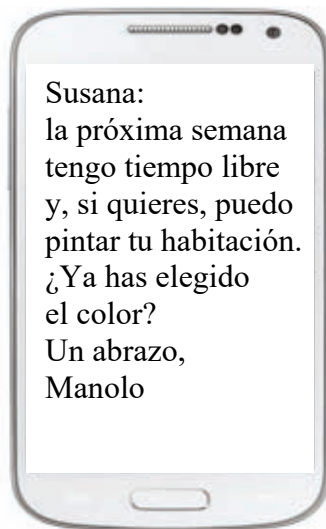 Susana:
la próxima semana
tengo tiempo libre
y, si quieres, puedo
pintar tu habitación.
¿Ya has elegido
el color?
Un abrazo,
Manolo